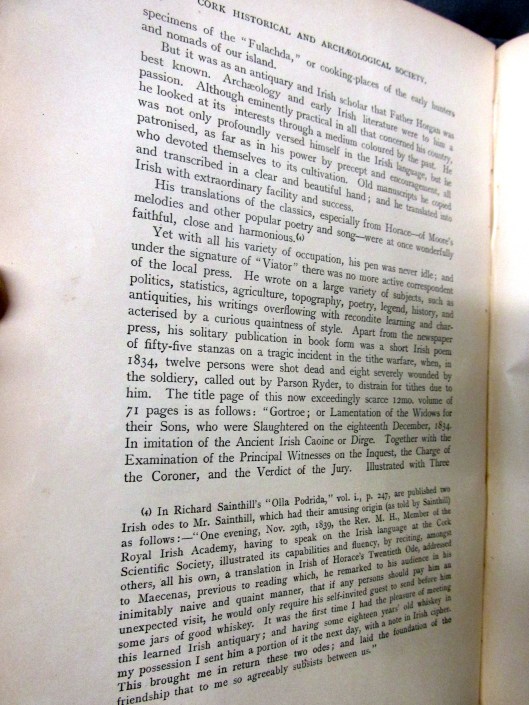 CORK HISTORICAL AND ARCHÆOLOGICAL SOCIETY.
specimens of the "Fulachda," or cooking-places of the early hunters
and nomads of our island.
But it was as an antiquary and Irish scholar that Father Horgan was
best known. Archæology and early Irish literature were to him a
passion. Although eminently practical in all that concerned his country,
he looked at its interests through a medium coloured by the past. He
was not only profoundly versed himself in the Irish language, but he
patronised, as far as in his power by precept and encouragement, all
who devoted themselves to its cultivation. Old manuscripts he copied
and transcribed in a clear and beautiful hand; and he translated into
Irish with extraordinary facility and success.
His translations of the classics, especially from Horace—of Moore's
melodies and other popular poetry and song—were at once wonderfully
faithful, close and harmonious.(4)
Yet with all his variety of occupation, his pen was never idle; and
under the signature of "Viator" there was no more active correspondent
of the local press. He wrote on a large variety of subjects, such as
politics, statistics, agriculture, topography, poetry, legend, history, and
antiquities, his writings overflowing with recondite learning and char-
acterised by a curious quaintness of style. Apart from the newspaper
press, his solitary publication in book form was a short Irish poem
of fifty-five stanzas on a tragic incident in the tithe warfare, when, in
1834, twelve persons were shot dead and eight severely wounded by
the soldiery, called out by Parson Ryder, to distrain for tithes due to
him. The title page of this now exceedingly scarce 12mo. volume of
71 pages is as follows: "Gortroe; or Lamentation of the Widows for
their Sons, who were Slaughtered on the eighteenth December, 1834.
In imitation of the Ancient Irish Caoine or Dirge. Together with the
Examination of the Principal Witnesses on the Inquest, the Charge of
the Coroner, and the Verdict of the Jury. Illustrated with Three
(4) In Richard Sainthill's "Olla Podrida," vol. i., p. 247, are published two
Irish odes to Mr. Sainthill, which had their amusing origin (as told by Sainthill)
as follows:—"One evening, Nov. 29th, 1839, the Rev. M. H., Member of the
Royal Irish Academy, having to speak on the Irish language at the Cork
Scientific Society, illustrated its capabilities and fluency, by reciting, amongst
others, all his own, a translation in Irish of Horace's Twentieth Ode, addressed
to Maecenas, previous to reading which, he remarked to his audience in his
inimitably naive and quaint manner, that if any persons should pay him an
unexpected visit, he would only require his self-invited guest to send before him
some jars of good whiskey. It was the first time I had the pleasure of meeting
this learned Irish antiquary; and having some eighteen years' old whiskey in
my possession I sent him a portion of it the next day, with a note in Irish cipher.
This brought me in return these two odes; and laid the foundation of the
friendship that to me so agreeably subsists between us."